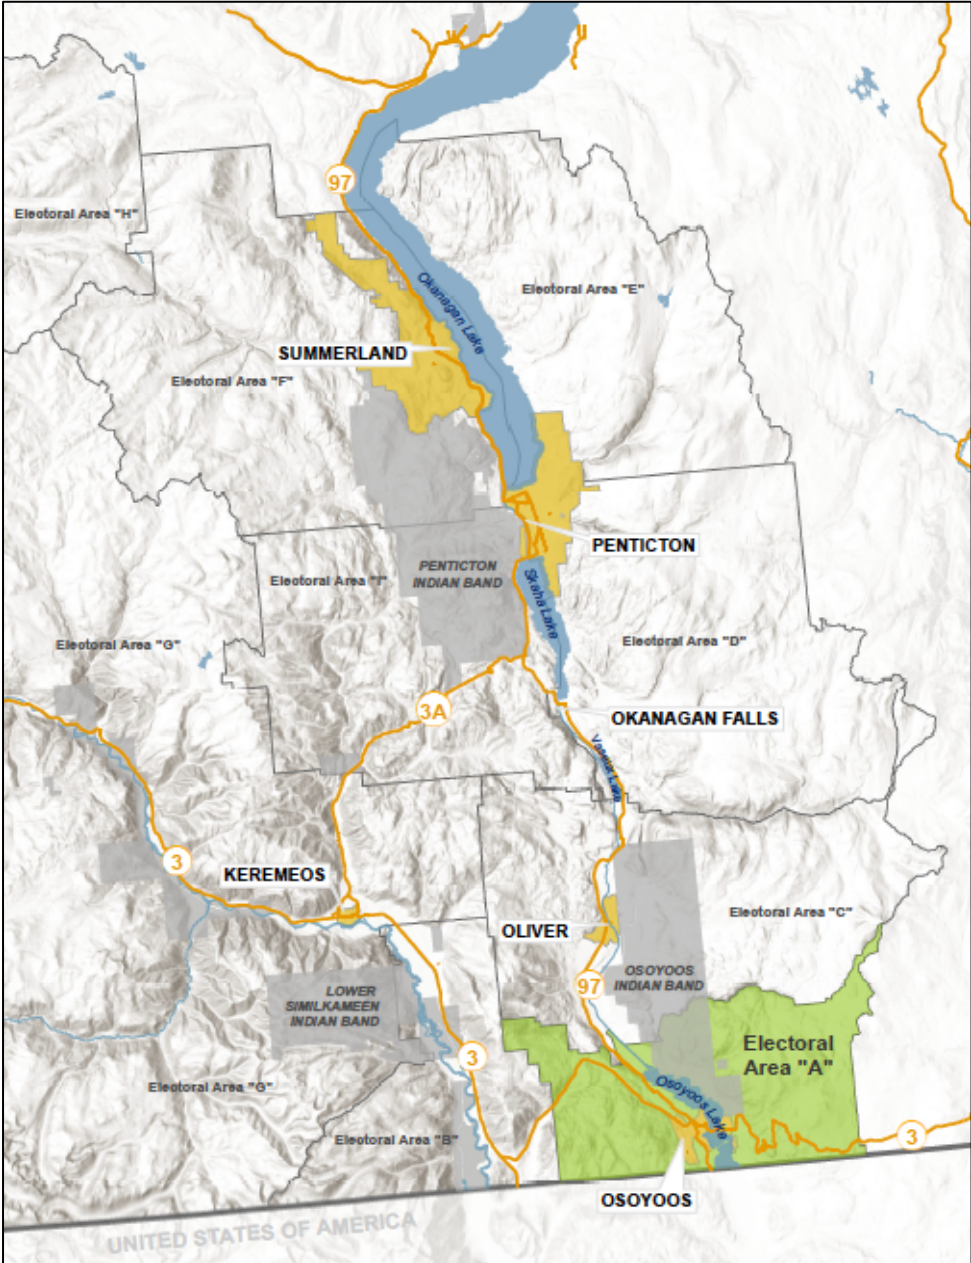 97
Electoral Area "H"
Okanagan Lake
Electoral Area "E"
SUMMERLAND
Electoral Area "F"
PENTICTON
PENTICTON
INDIAN BAND
Electoral Area "I"
Skaha Lake
Electoral Area "G"
Electoral Area "D"
3A
OKANAGAN FALLS
Vaseux Lake
3
KEREMEOS
Electoral Area "C"
OLIVER
OSOYOOS
INDIAN BAND
97
LOWER
SIMILKAMEEN
INDIAN BAND
Electoral
Area "A"
3
Electoral Area "G"
Osoyoos Lake
3
Electoral Area "B"
OSOYOOS
UNITED STATES OF AMERICA